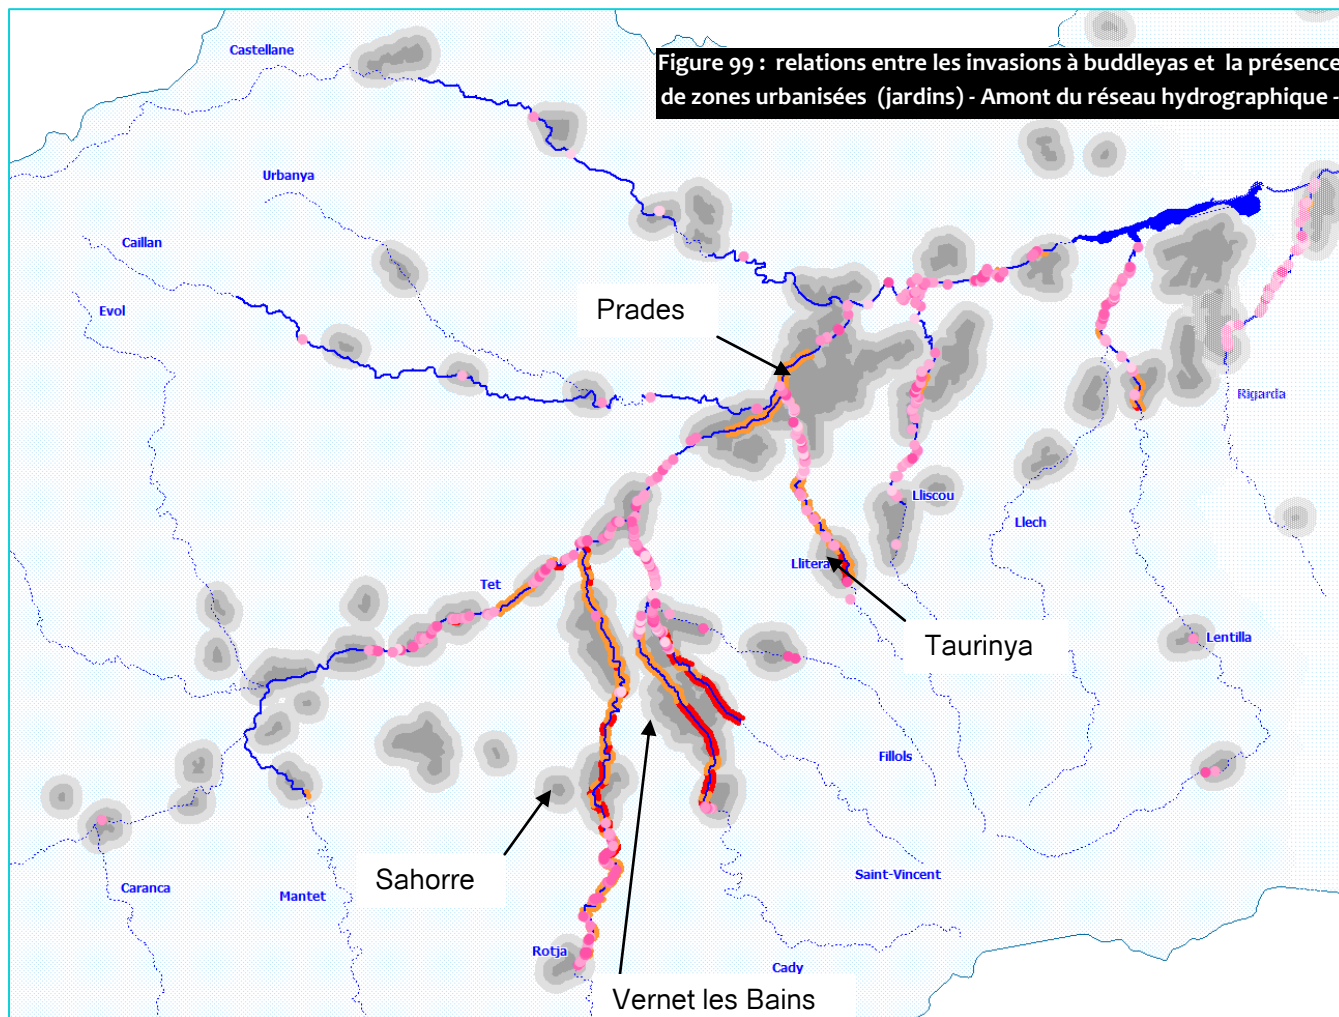 Castellane
Figure 99 : relations entre les invasions à buddleyas et la présence
de zones urbanisées (jardins) - Amont du réseau hydrographique -
Urbanya
Caillan
Evol
Prades
Rigarda
Lliscou
Llech
Llitera
Tet
Taurinya
Lentilla
Fillols
Sahorre
Saint-Vincent
Caranca
Mantet
Rotja
Cady
Vernet les Bains